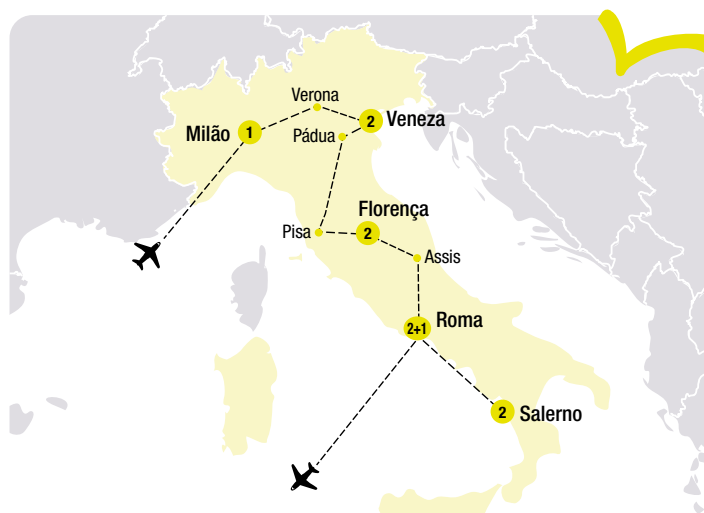 Verona
Milão
1
2
Veneza
Pádua
Florença
Pisa
2
Assis
2+1
Roma
2
Salerno